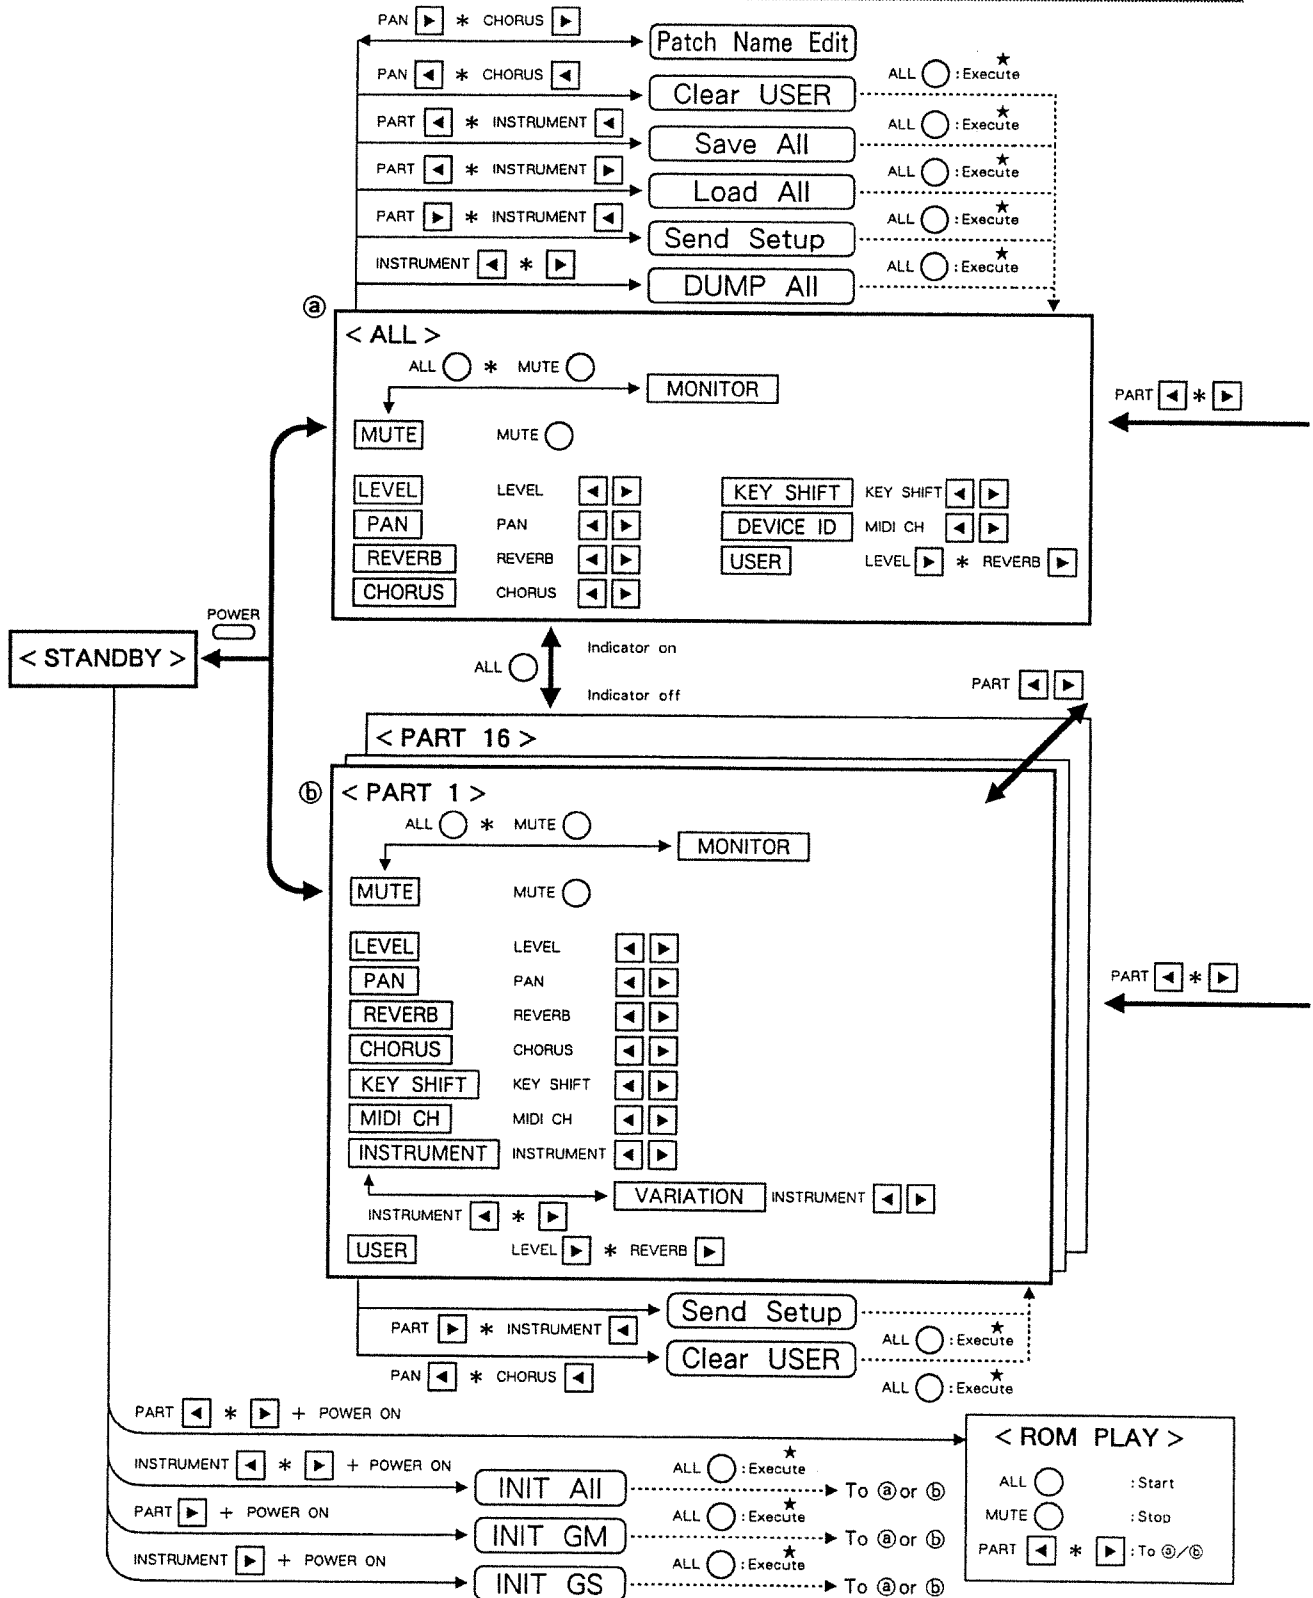 PAN ▶ * CHORUS ▶
Patch Name Edit
PAN ◀ * CHORUS ◀
Clear USER
ALL ◯ : Execute ★
PART ◀ * INSTRUMENT ◀
Save All
ALL ◯ : Execute ★
PART ◀ * INSTRUMENT ▶
Load All
ALL ◯ : Execute ★
PART ▶ * INSTRUMENT ◀
Send Setup
ALL ◯ : Execute ★
INSTRUMENT ◀ * ▶
DUMP All
ALL ◯ : Execute ★
ⓐ
< ALL >
ALL ◯ * MUTE ◯
MONITOR
PART ◀ * ▶
MUTE MUTE ◯
LEVEL LEVEL ◀ ▶ KEY SHIFT KEY SHIFT ◀ ▶
PAN PAN ◀ ▶ DEVICE ID MIDI CH ◀ ▶
REVERB REVERB ◀ ▶ USER LEVEL ▶ * REVERB ▶
CHORUS CHORUS ◀ ▶
POWER
< STANDBY >
ALL ◯
Indicator on
Indicator off
PART ◀ ▶
< PART 16 >
ⓑ
< PART 1 >
ALL ◯ * MUTE ◯
MONITOR
MUTE MUTE ◯
LEVEL LEVEL ◀ ▶
PAN PAN ◀ ▶
PART ◀ * ▶
REVERB REVERB ◀ ▶
CHORUS CHORUS ◀ ▶
KEY SHIFT KEY SHIFT ◀ ▶
MIDI CH MIDI CH ◀ ▶
INSTRUMENT INSTRUMENT ◀ ▶
VARIATION INSTRUMENT ◀ ▶
INSTRUMENT ◀ * ▶
USER LEVEL ▶ * REVERB ▶
Send Setup
PART ▶ * INSTRUMENT ◀
ALL ◯ : Execute ★
Clear USER
PAN ◀ * CHORUS ◀
ALL ◯ : Execute ★
PART ◀ * ▶ + POWER ON
INSTRUMENT ◀ * ▶ + POWER ON
INIT All
ALL ◯ : Execute ★
To ⓐ or ⓑ
PART ▶ + POWER ON
INIT GM
ALL ◯ : Execute ★
To ⓐ or ⓑ
INSTRUMENT ▶ + POWER ON
INIT GS
ALL ◯ : Execute ★
To ⓐ or ⓑ
< ROM PLAY >
ALL ◯ : Start
MUTE ◯ : Stop
PART ◀ * ▶ : To ⓐ/ⓑ